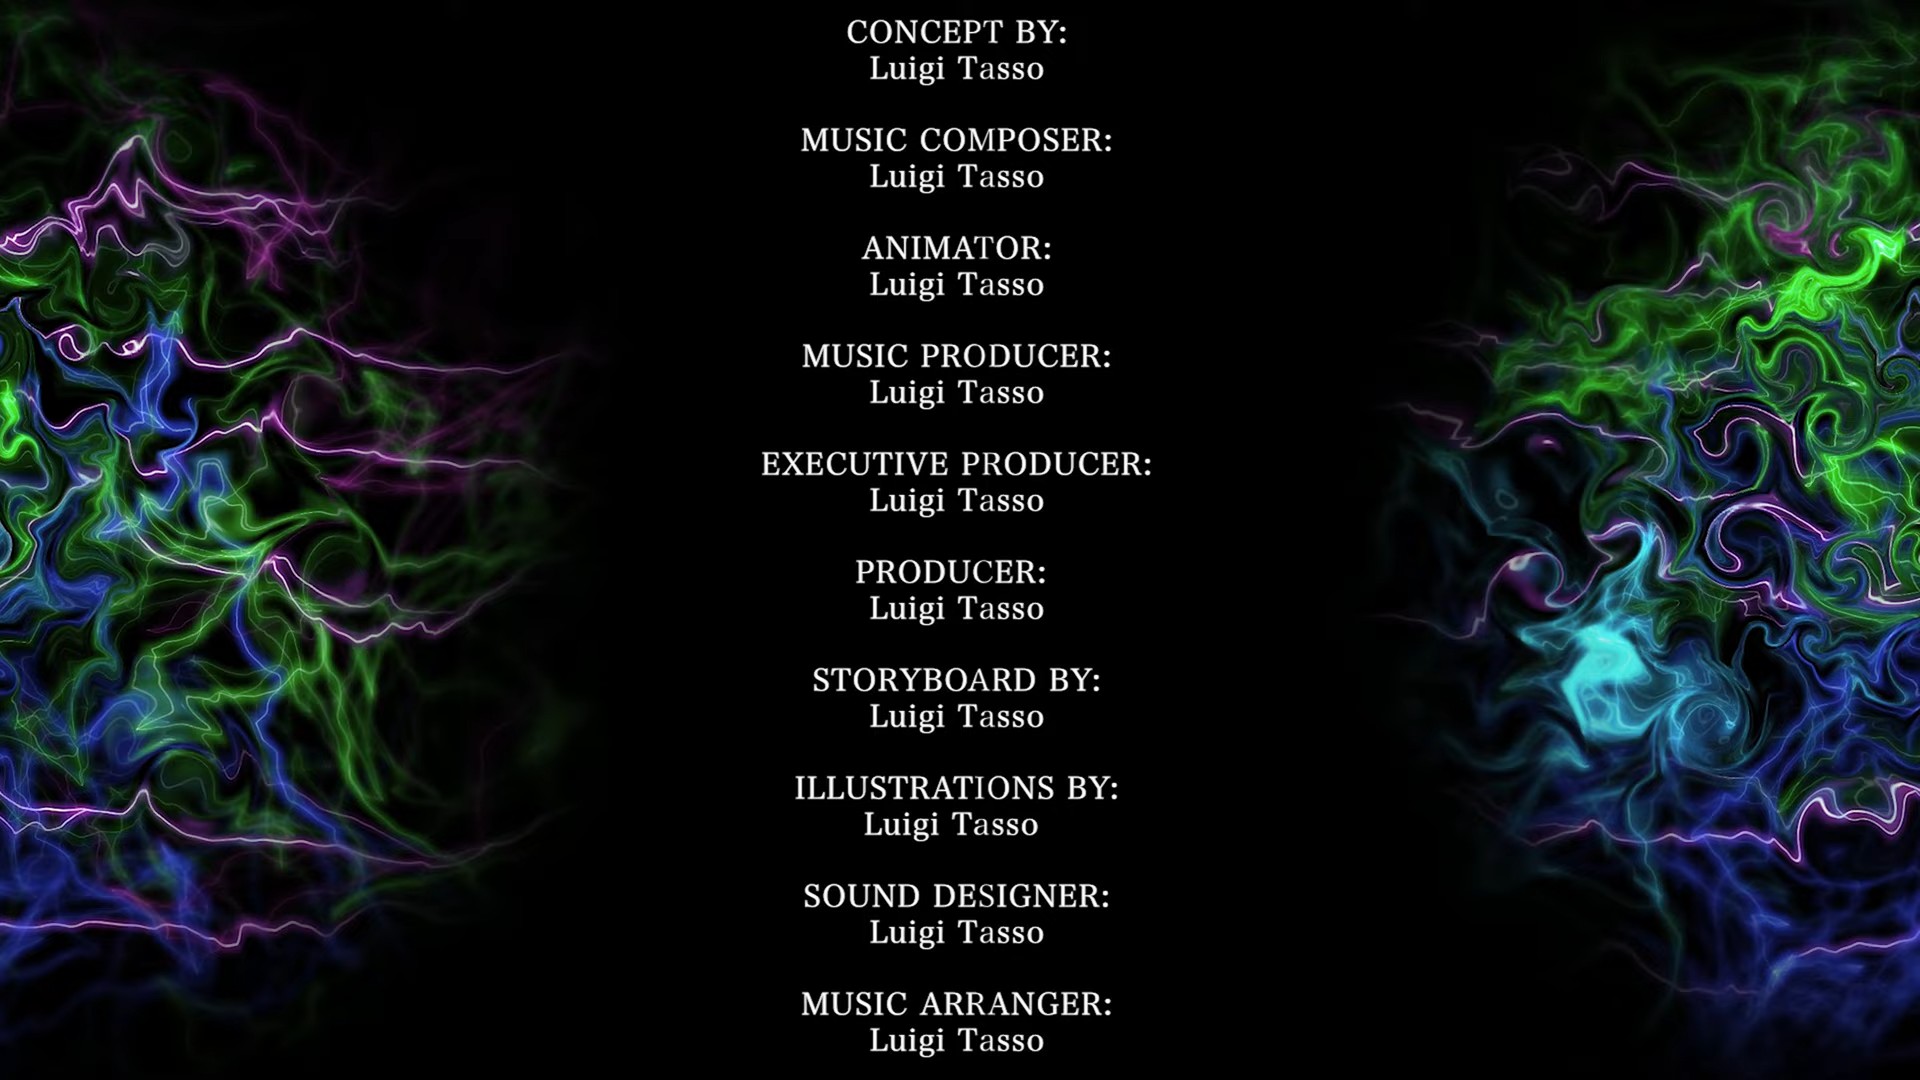 CONCEPT BY:
Luigi Tasso
MUSIC COMPOSER:
Luigi Tasso
ANIMATOR:
Luigi Tasso
MUSIC PRODUCER:
Luigi Tasso
EXECUTIVE PRODUCER:
Luigi Tasso
PRODUCER:
Luigi Tasso
STORYBOARD BY:
Luigi Tasso
ILLUSTRATIONS BY:
Luigi Tasso
SOUND DESIGNER:
Luigi Tasso
MUSIC ARRANGER:
Luigi Tasso